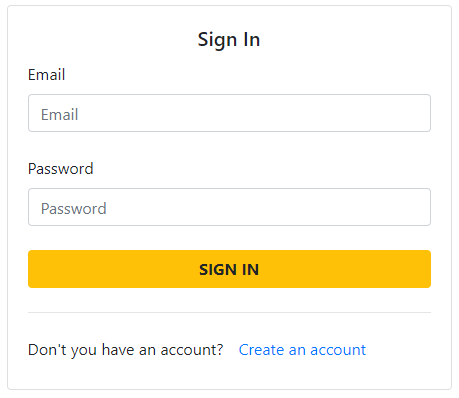 Sign In
Email
Email
Password
Password
SIGN IN
Don't you have an account? Create an account